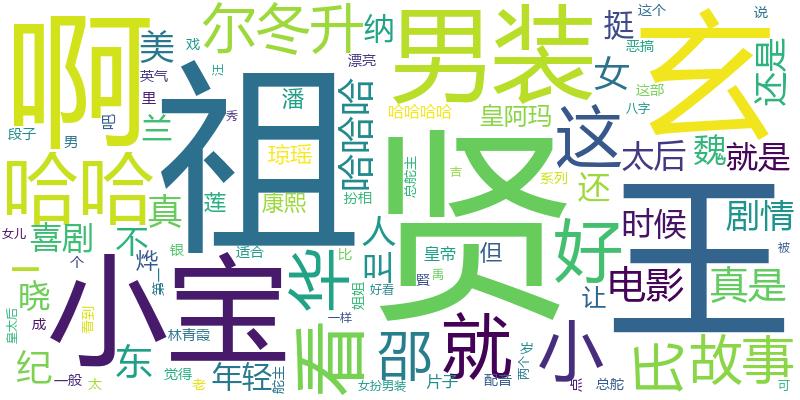 啊
祖
男装
玄
贤
王
小宝
哈哈
尔冬升
纳
美
英气
里
戏
汪
漂亮
挺
这个
说
恶搞
女
这部
八字
还是
哈哈哈
哈哈哈哈
皇阿玛
这
太后
魏
就是
潘
琼瑶
康熙
段子
男
兰
真
莲
秀
扮相
总舵主
言
系列
还
喜剧
不
女儿
银
适合
华
比
人
叫
皇帝
但
好
时候
剧情
被
一
晓
个
烨
第一
姐姐
好看
賢
禹
让
电影
真是
皇太后
成
看到
林青霞
一样
看
邵
就
小
也
故事
纪
一般
太
东
觉得
老
年轻
舵主
女扮男装
片子
配音
两个
岁
总舵
可